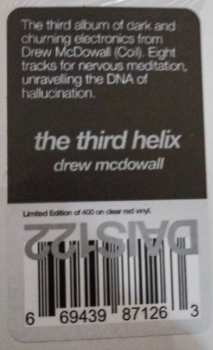 The third album of dark and
churning electronics from
Drew McDowall (Coil). Eight
tracks for nervous meditation,
unravelling the DNA of
hallucination.
the third helix
drew mcdowall
Limited Edition of 400 on clear red vinyl.
DAIS122
6 69439 87126 3